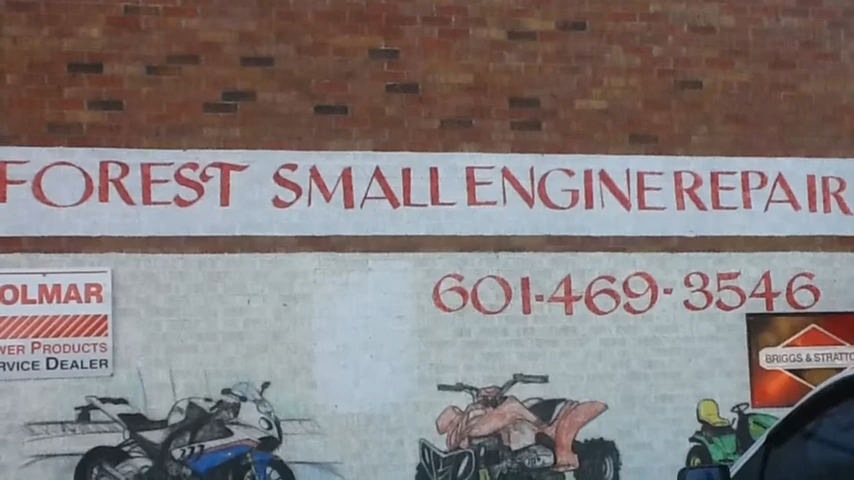 FOREST SMALL ENGINE REPAIR
601-469-3546
OLMAR
WER PRODUCTS
RVICE DEALER
BRIGGS & STRATTO